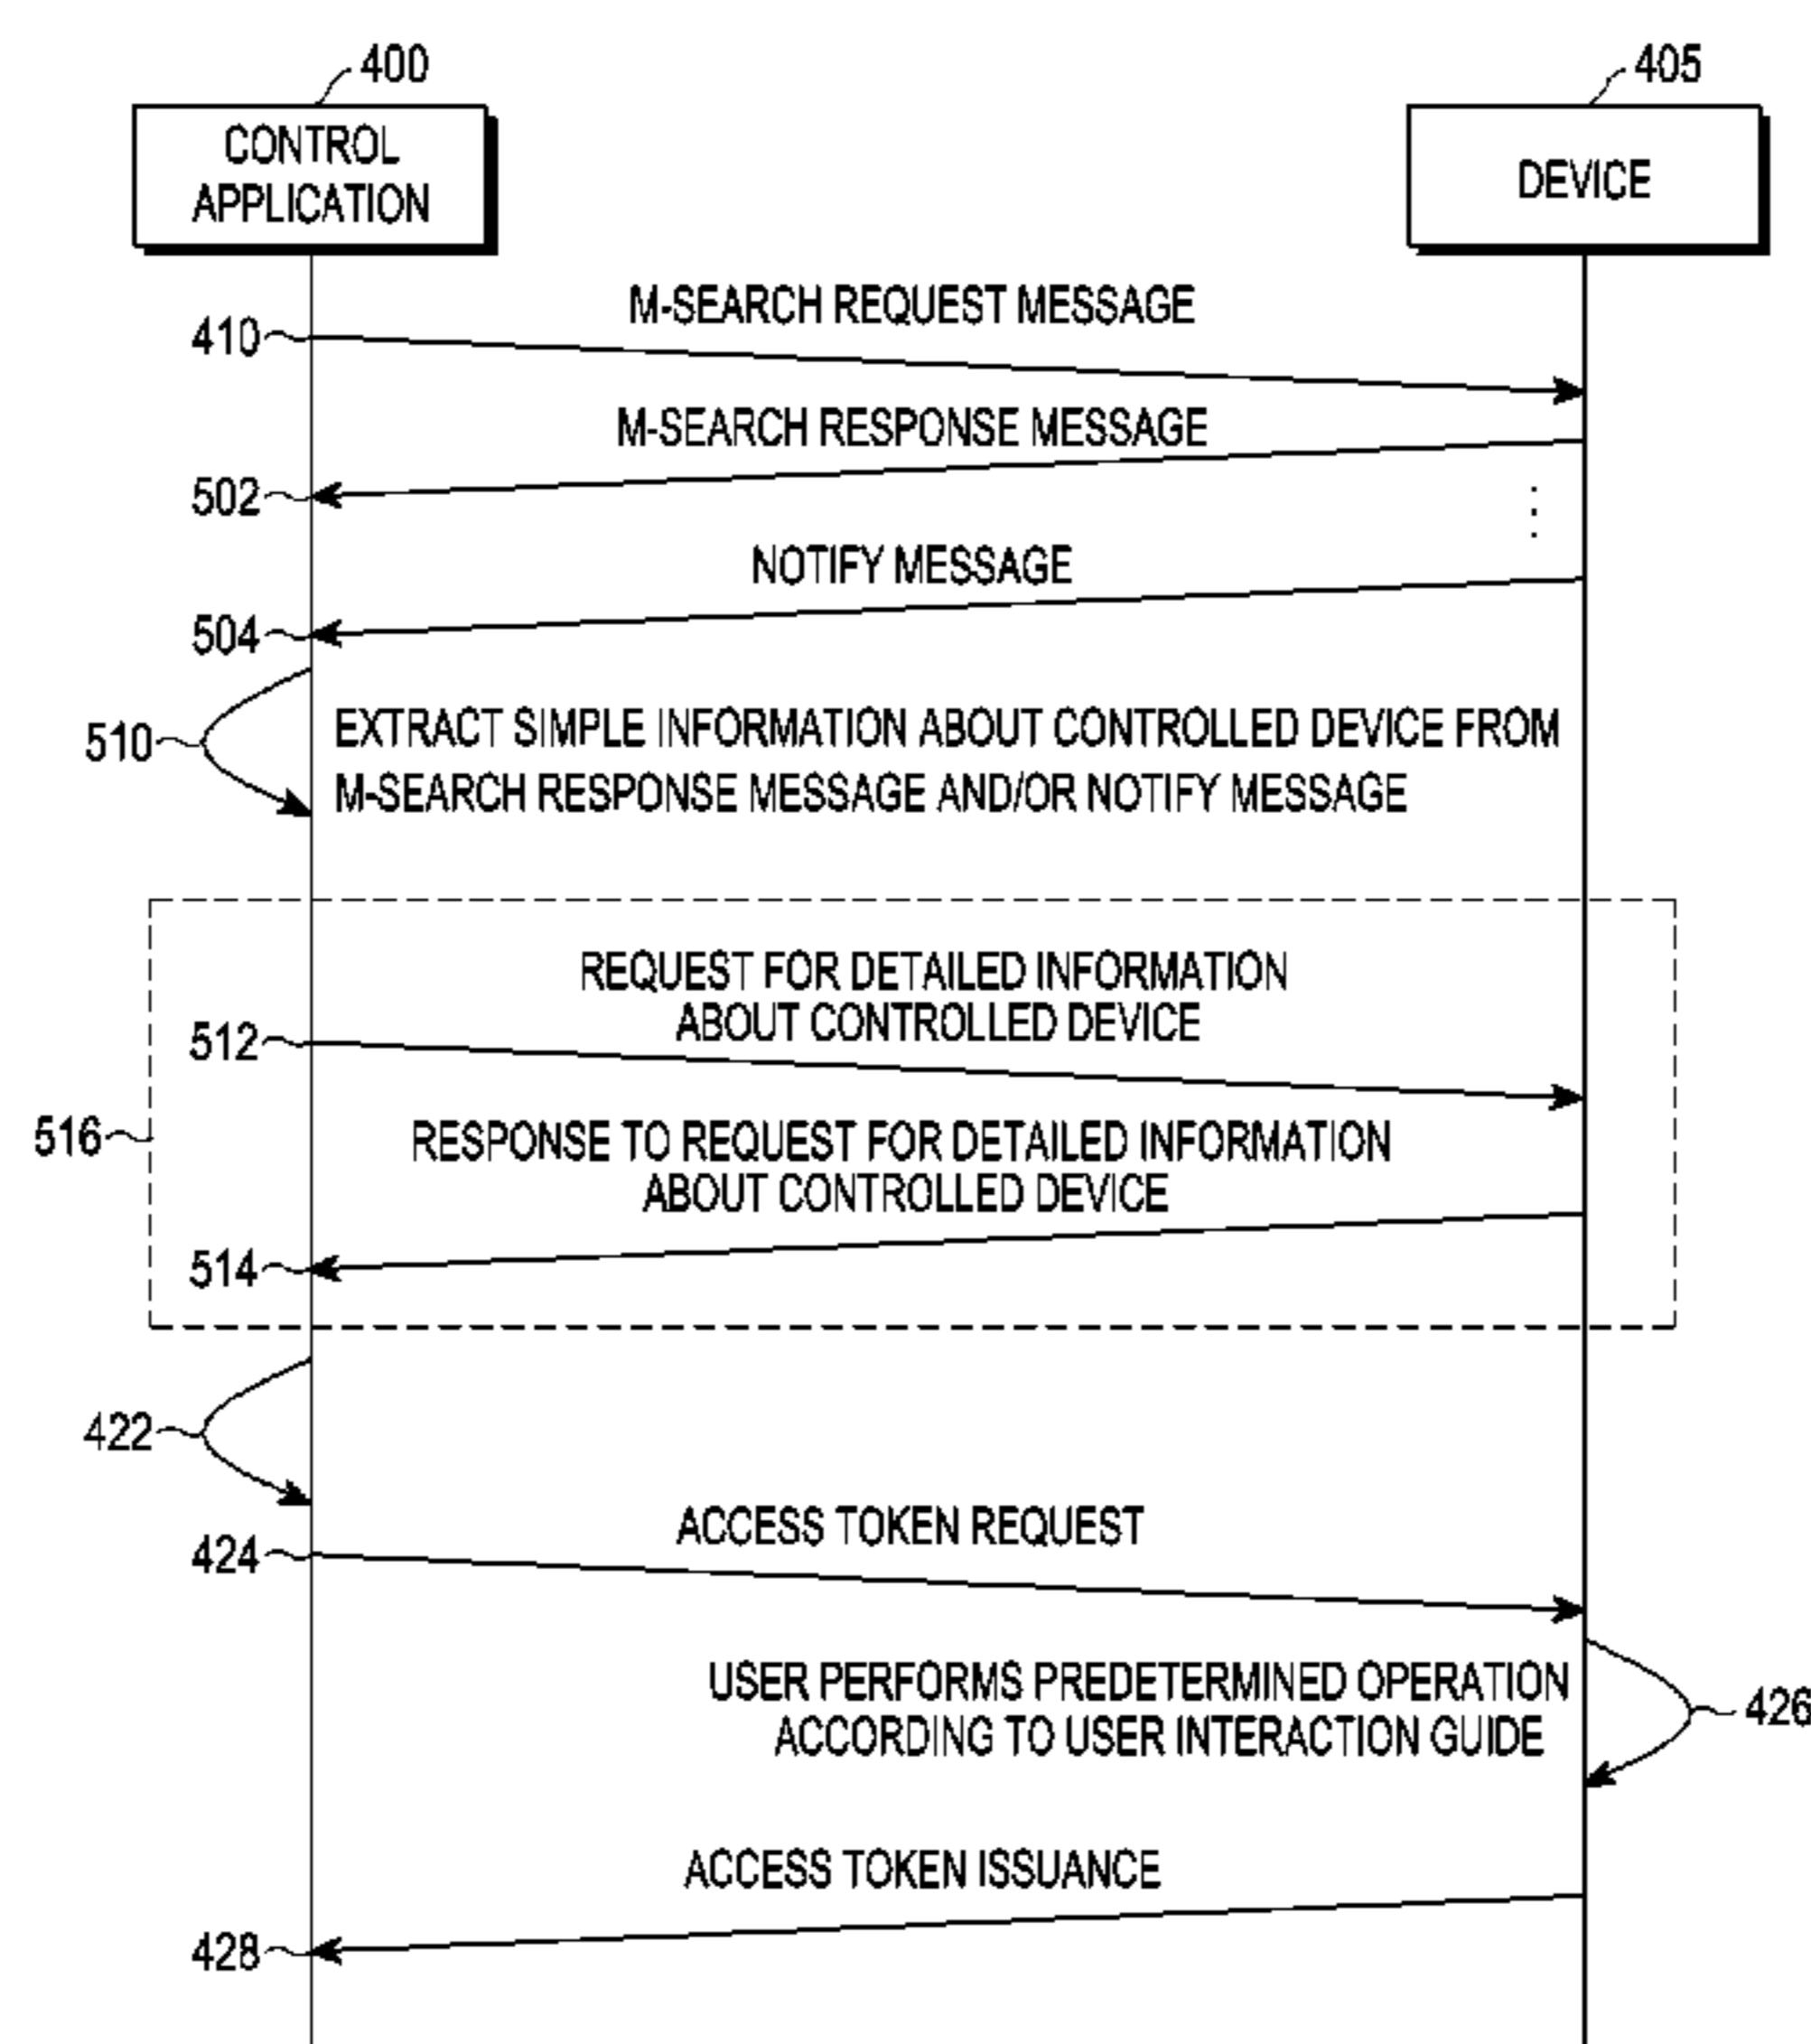 400
405
CONTROL
APPLICATION
DEVICE
M-SEARCH REQUEST MESSAGE
410
M-SEARCH RESPONSE MESSAGE
502
NOTIFY MESSAGE
504
510
EXTRACT SIMPLE INFORMATION ABOUT CONTROLLED DEVICE FROM
M-SEARCH RESPONSE MESSAGE AND/OR NOTIFY MESSAGE
REQUEST FOR DETAILED INFORMATION
ABOUT CONTROLLED DEVICE
512
516
RESPONSE TO REQUEST FOR DETAILED INFORMATION
ABOUT CONTROLLED DEVICE
514
422
ACCESS TOKEN REQUEST
424
USER PERFORMS PREDETERMINED OPERATION
ACCORDING TO USER INTERACTION GUIDE
426
ACCESS TOKEN ISSUANCE
428